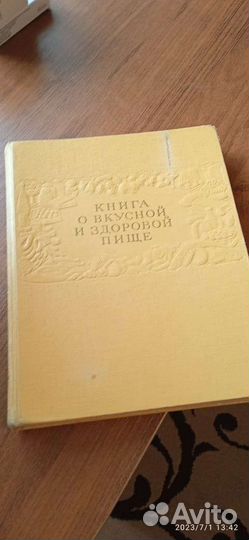 КНИГА
О ВКУСНОЙ
И ЗДОРОВОЙ
ПИЩЕ
Avito
2023/7/1 13:42